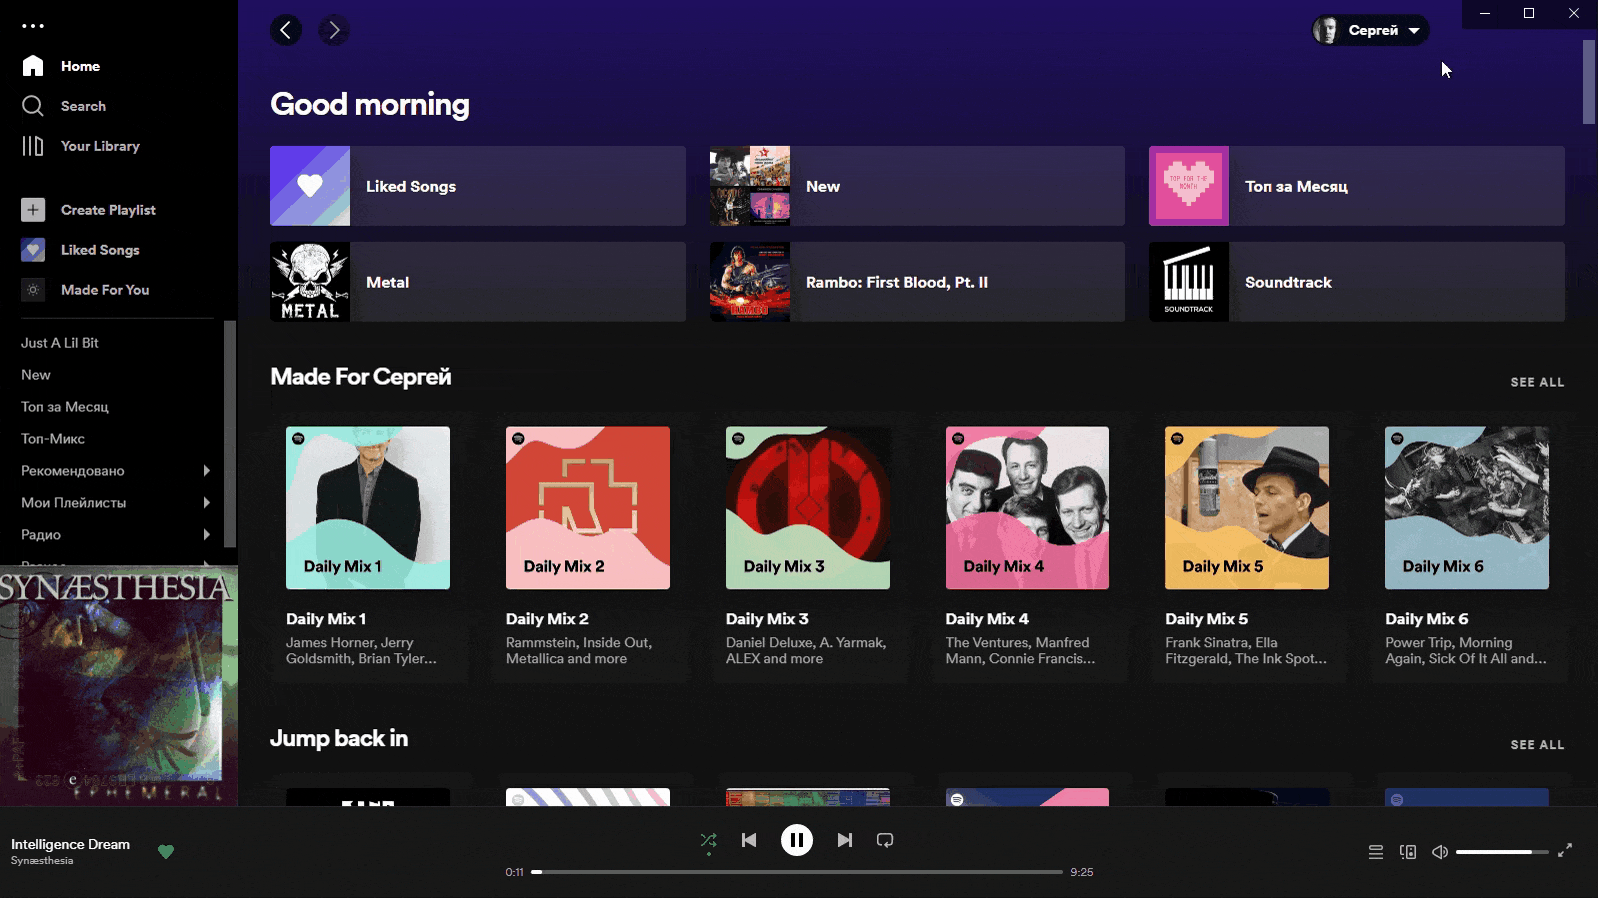 Home
Search
Your Library
Create Playlist
Liked Songs
Made For You
Just A Lil Bit
New
Топ за Месяц
Топ-Микс
Рекомендовано
Мои Плейлисты
Радио
SYNÆSTHESIA
EPHEMERAL
Сергей
Good morning
Liked Songs
New
TOP FOR THE
MONTH
Топ за Месяц
METAL
Metal
RAMBO
Rambo: First Blood, Pt. II
SOUNDTRACK
Soundtrack
Made For Сергей
SEE ALL
Daily Mix 1
Daily Mix 2
Daily Mix 3
Daily Mix 4
Daily Mix 5
Daily Mix 6
Daily Mix 1
James Horner, Jerry
Goldsmith, Brian Tyler...
Daily Mix 2
Rammstein, Inside Out,
Metallica and more
Daily Mix 3
Daniel Deluxe, A. Yarmak,
ALEX and more
Daily Mix 4
The Ventures, Manfred
Mann, Connie Francis...
Daily Mix 5
Frank Sinatra, Ella
Fitzgerald, The Ink Spot...
Daily Mix 6
Power Trip, Morning
Again, Sick Of It All and...
Jump back in
SEE ALL
Intelligence Dream
Synæsthesia
0:11
9:25